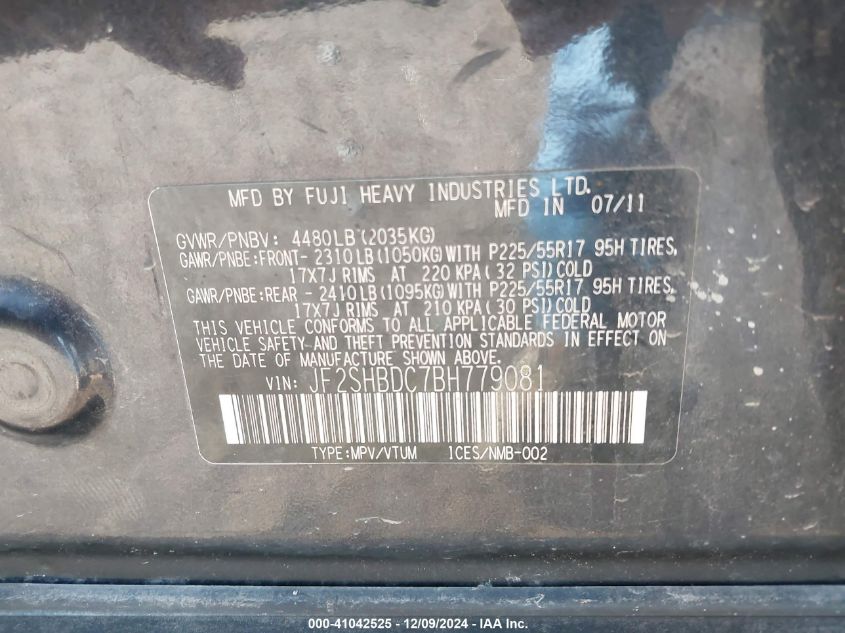 MFD BY FUJI HEAVY INDUSTRIES LTD.
MFD IN 07/11
GVWR/PNBV: 4480LB(2035KG)
GAWR/PNBE:FRONT- 2310LB(1050KG)WITH P225/55R17 95H TIRES,
17X7J RIMS AT 220 KPA( 32 PSI)COLD
GAWR/PNBE:REAR - 2410LB(1095KG)WITH P225/55R17 95H TIRES,
17X7J RIMS AT 210 KPA( 30 PSI)COLD
THIS VEHICLE CONFORMS TO ALL APPLICABLE FEDERAL MOTOR
VEHICLE SAFETY AND THEFT PREVENTION STANDARDS IN EFFECT ON
THE DATE OF MANUFACTURE SHOWN ABOVE.
VIN: JF2SHBDC7BH779081
TYPE:MPV/VTUM ICES/NMB-002
000-41042525 - 12/09/2024 - IAA, Inc.